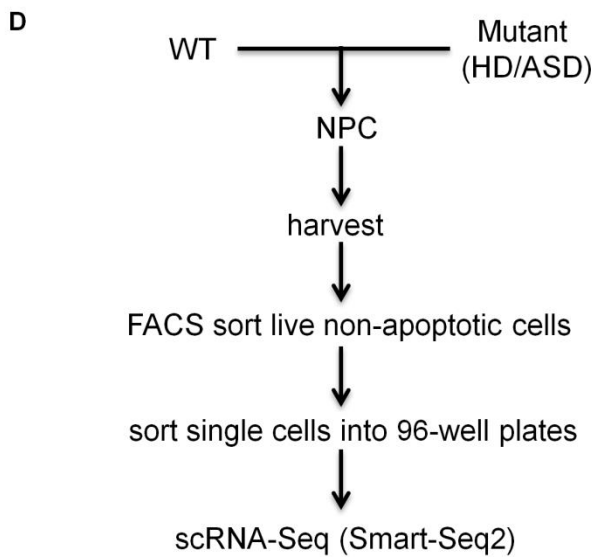 D
WT
Mutant
(HD/ASD)
NPC
harvest
FACS sort live non-apoptotic cells
sort single cells into 96-well plates
scRNA-Seq (Smart-Seq2)